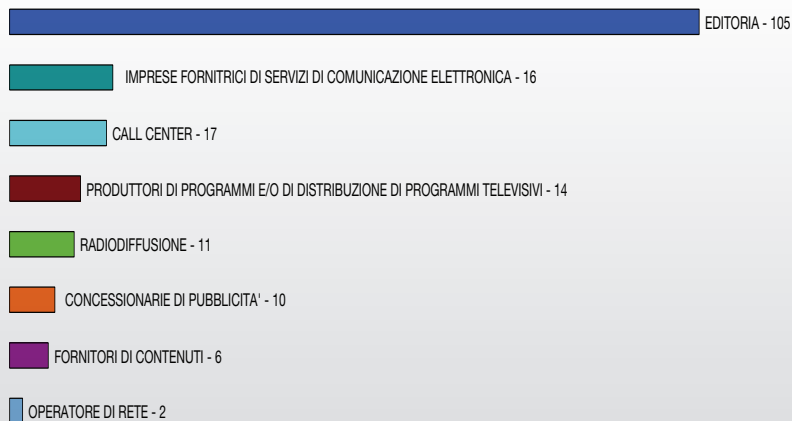 EDITORIA - 105
IMPRESE FORNITRICI DI SERVIZI DI COMUNICAZIONE ELETTRONICA - 16
CALL CENTER - 17
PRODUTTORI DI PROGRAMMI E/O DI DISTRIBUZIONE DI PROGRAMMI TELEVISIVI - 14
RADIODIFFUSIONE - 11
CONCESSIONARIE DI PUBBLICITA' - 10
FORNITORI DI CONTENUTI - 6
OPERATORE DI RETE - 2